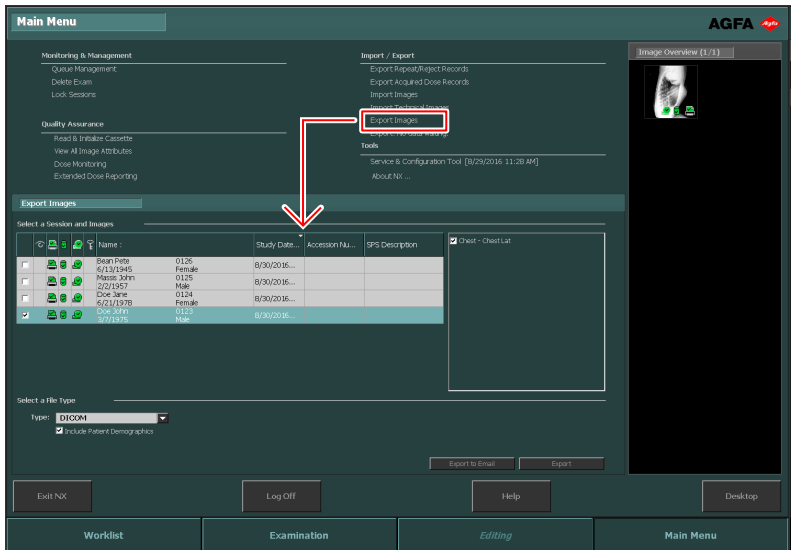 Main Menu
AGFA
Monitoring & Management
Queue Management
Delete Exam
Lock Sessions
Quality Assurance
Read & Initialize Cassette
View All Image Attributes
Dose Monitoring
Extended Dose Reporting
Import / Export
Export Repeat/Reject Records
Export Acquired Dose Records
Import Images
Import Technical Images
Export Images
Export: No data waiting.
Tools
Service & Configuration Tool [8/29/2016 11:28 AM]
About NX ...
Image Overview (1/1)
Export Images
Select a Session and Images
Name : Study Date... Accession Nu... SPS Description
Bean Pete 0126
6/13/1945 Female 8/30/2016...
Massis John 0125
2/2/1957 Male 8/30/2016...
Doe Jane 0124
6/21/1978 Female 8/30/2016...
Doe John 0123
3/7/1975 Male 8/30/2016...
Chest - Chest Lat
Select a File Type
Type: DICOM
Include Patient Demographics
Export to Email Export
Exit NX Log Off Help Desktop
Worklist Examination Editing Main Menu